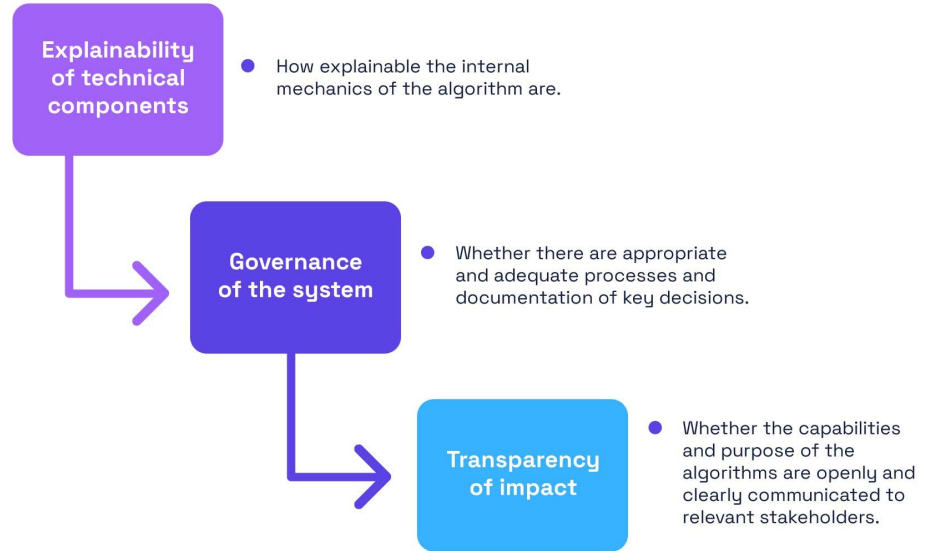 Explainability
of technical
components
How explainable the internal
mechanics of the algorithm are.
Governance
of the system
Whether there are appropriate
and adequate processes and
documentation of key decisions.
Transparency
of impact
Whether the capabilities
and purpose of the
algorithms are openly and
clearly communicated to
relevant stakeholders.